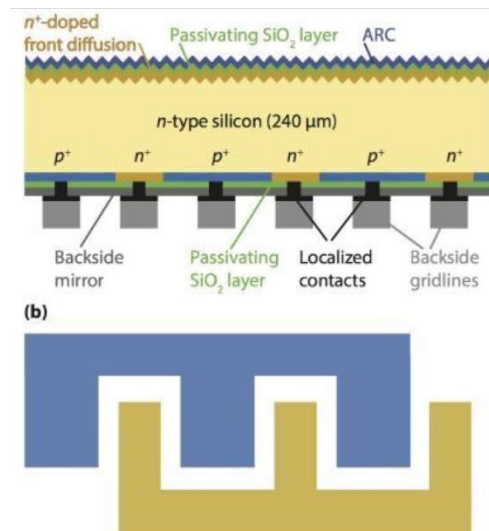 n⁺-doped
front diffusion
Passivating SiO₂ layer
ARC
n-type silicon (240 μm)
p⁺ n⁺ p⁺ n⁺ p⁺ n⁺
Backside
mirror
Passivating
SiO₂ layer
Localized
contacts
Backside
gridlines
(b)